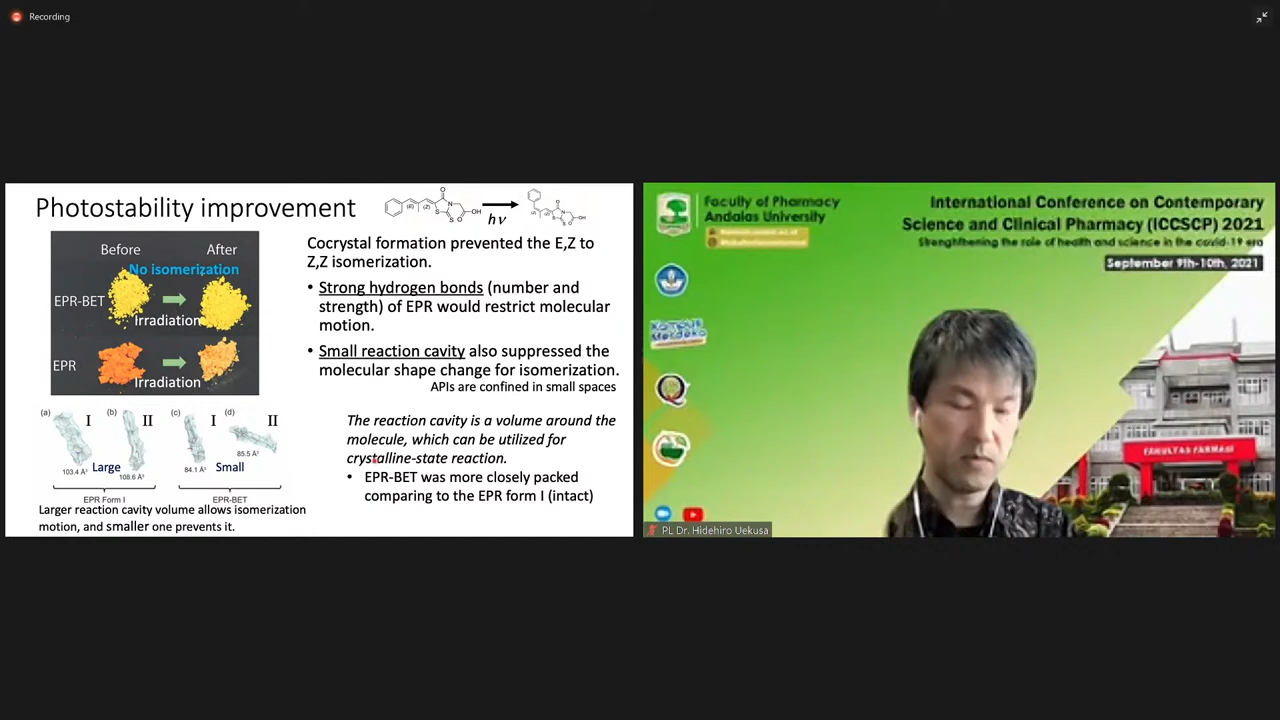 Recording
Photostability improvement
O
OH
O
S
S
N
(E)
(Z)
hν
Before
After
No isomerization
EPR-BET
Irradiation
EPR
Irradiation
Cocrystal formation prevented the E,Z to
Z,Z isomerization.
• Strong hydrogen bonds (number and
strength) of EPR would restrict molecular
motion.
• Small reaction cavity also suppressed the
molecular shape change for isomerization.
APIs are confined in small spaces
(a) I (b) II (c) I (d) II
103.4 Å³ Large 108.6 Å³ 84.1 Å³ Small 85.5 Å³
EPR Form I
EPR-BET
Larger reaction cavity volume allows isomerization
motion, and smaller one prevents it.
The reaction cavity is a volume around the
molecule, which can be utilized for
crystalline-state reaction.
• EPR-BET was more closely packed
comparing to the EPR form I (intact)
Faculty of Pharmacy
Andalas University
International Conference on Contemporary
Science and Clinical Pharmacy (ICCSCP) 2021
Strengthening the role of health and science in the covid-19 era
September 9th-10th, 2021
Kampus
Merdeka
FAKULTAS FARMASI
PL Dr. Hidehiro Uekusa